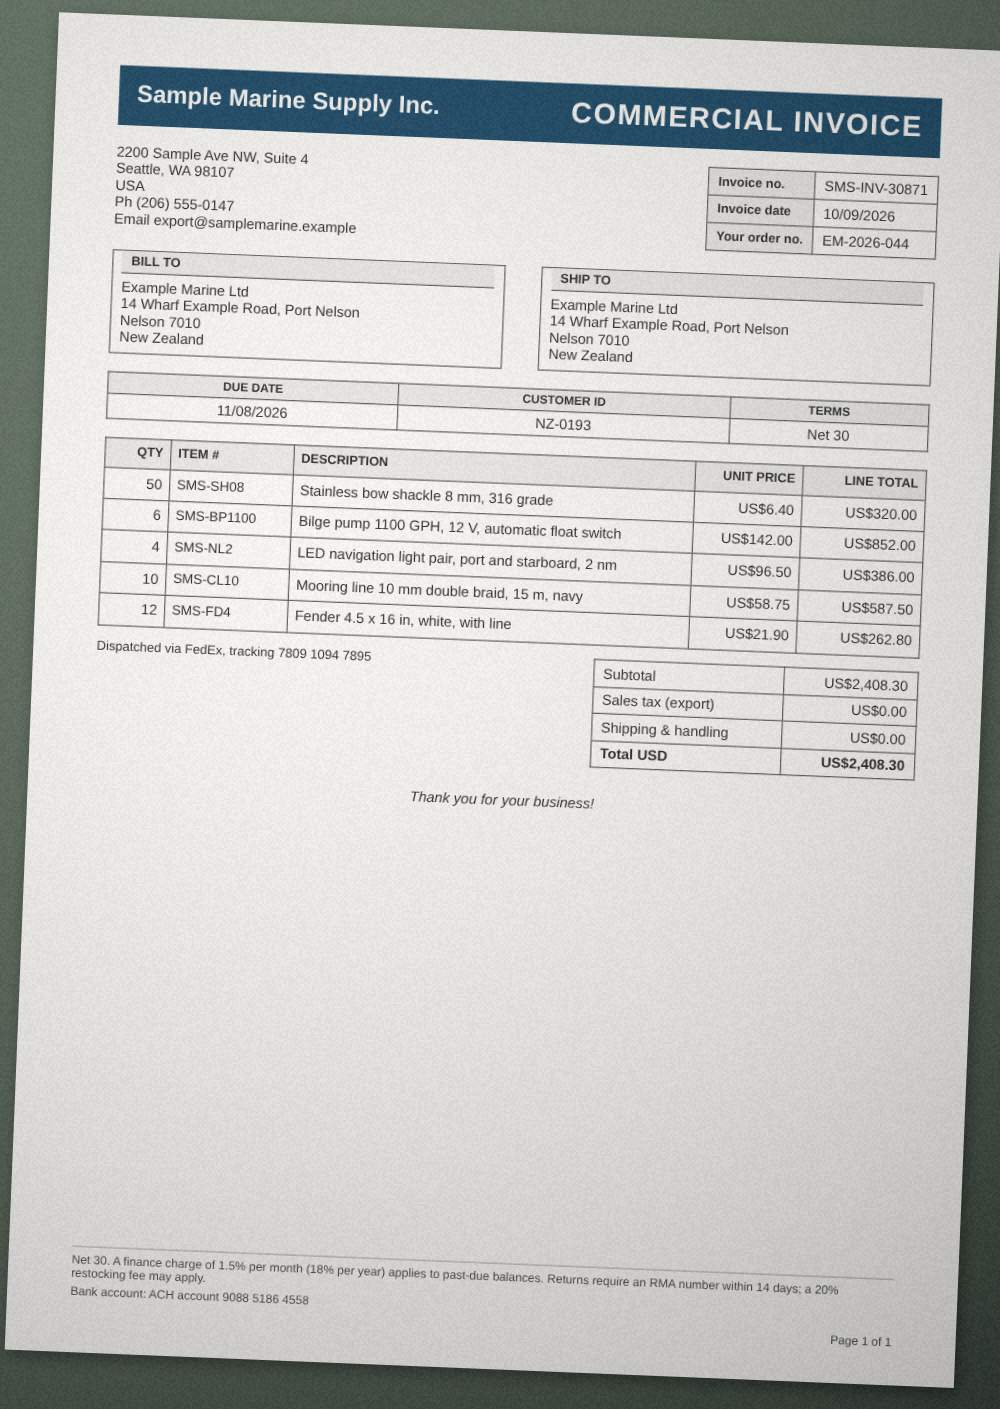 Sample Marine Supply Inc.
COMMERCIAL INVOICE
2200 Sample Ave NW, Suite 4
Seattle, WA 98107
USA
Ph (206) 555-0147
Email export@samplemarine.example
Invoice no. SMS-INV-30871
Invoice date 10/09/2026
Your order no. EM-2026-044
BILL TO
Example Marine Ltd
14 Wharf Example Road, Port Nelson
Nelson 7010
New Zealand
SHIP TO
Example Marine Ltd
14 Wharf Example Road, Port Nelson
Nelson 7010
New Zealand
DUE DATE CUSTOMER ID TERMS
11/08/2026 NZ-0193 Net 30
QTY ITEM # DESCRIPTION UNIT PRICE LINE TOTAL
50 SMS-SH08 Stainless bow shackle 8 mm, 316 grade US$6.40 US$320.00
6 SMS-BP1100 Bilge pump 1100 GPH, 12 V, automatic float switch US$142.00 US$852.00
4 SMS-NL2 LED navigation light pair, port and starboard, 2 nm US$96.50 US$386.00
10 SMS-CL10 Mooring line 10 mm double braid, 15 m, navy US$58.75 US$587.50
12 SMS-FD4 Fender 4.5 x 16 in, white, with line US$21.90 US$262.80
Dispatched via FedEx, tracking 7809 1094 7895
Subtotal US$2,408.30
Sales tax (export) US$0.00
Shipping & handling US$0.00
Total USD US$2,408.30
Thank you for your business!
Net 30. A finance charge of 1.5% per month (18% per year) applies to past-due balances. Returns require an RMA number within 14 days; a 20%
restocking fee may apply.
Bank account: ACH account 9088 5186 4558
Page 1 of 1